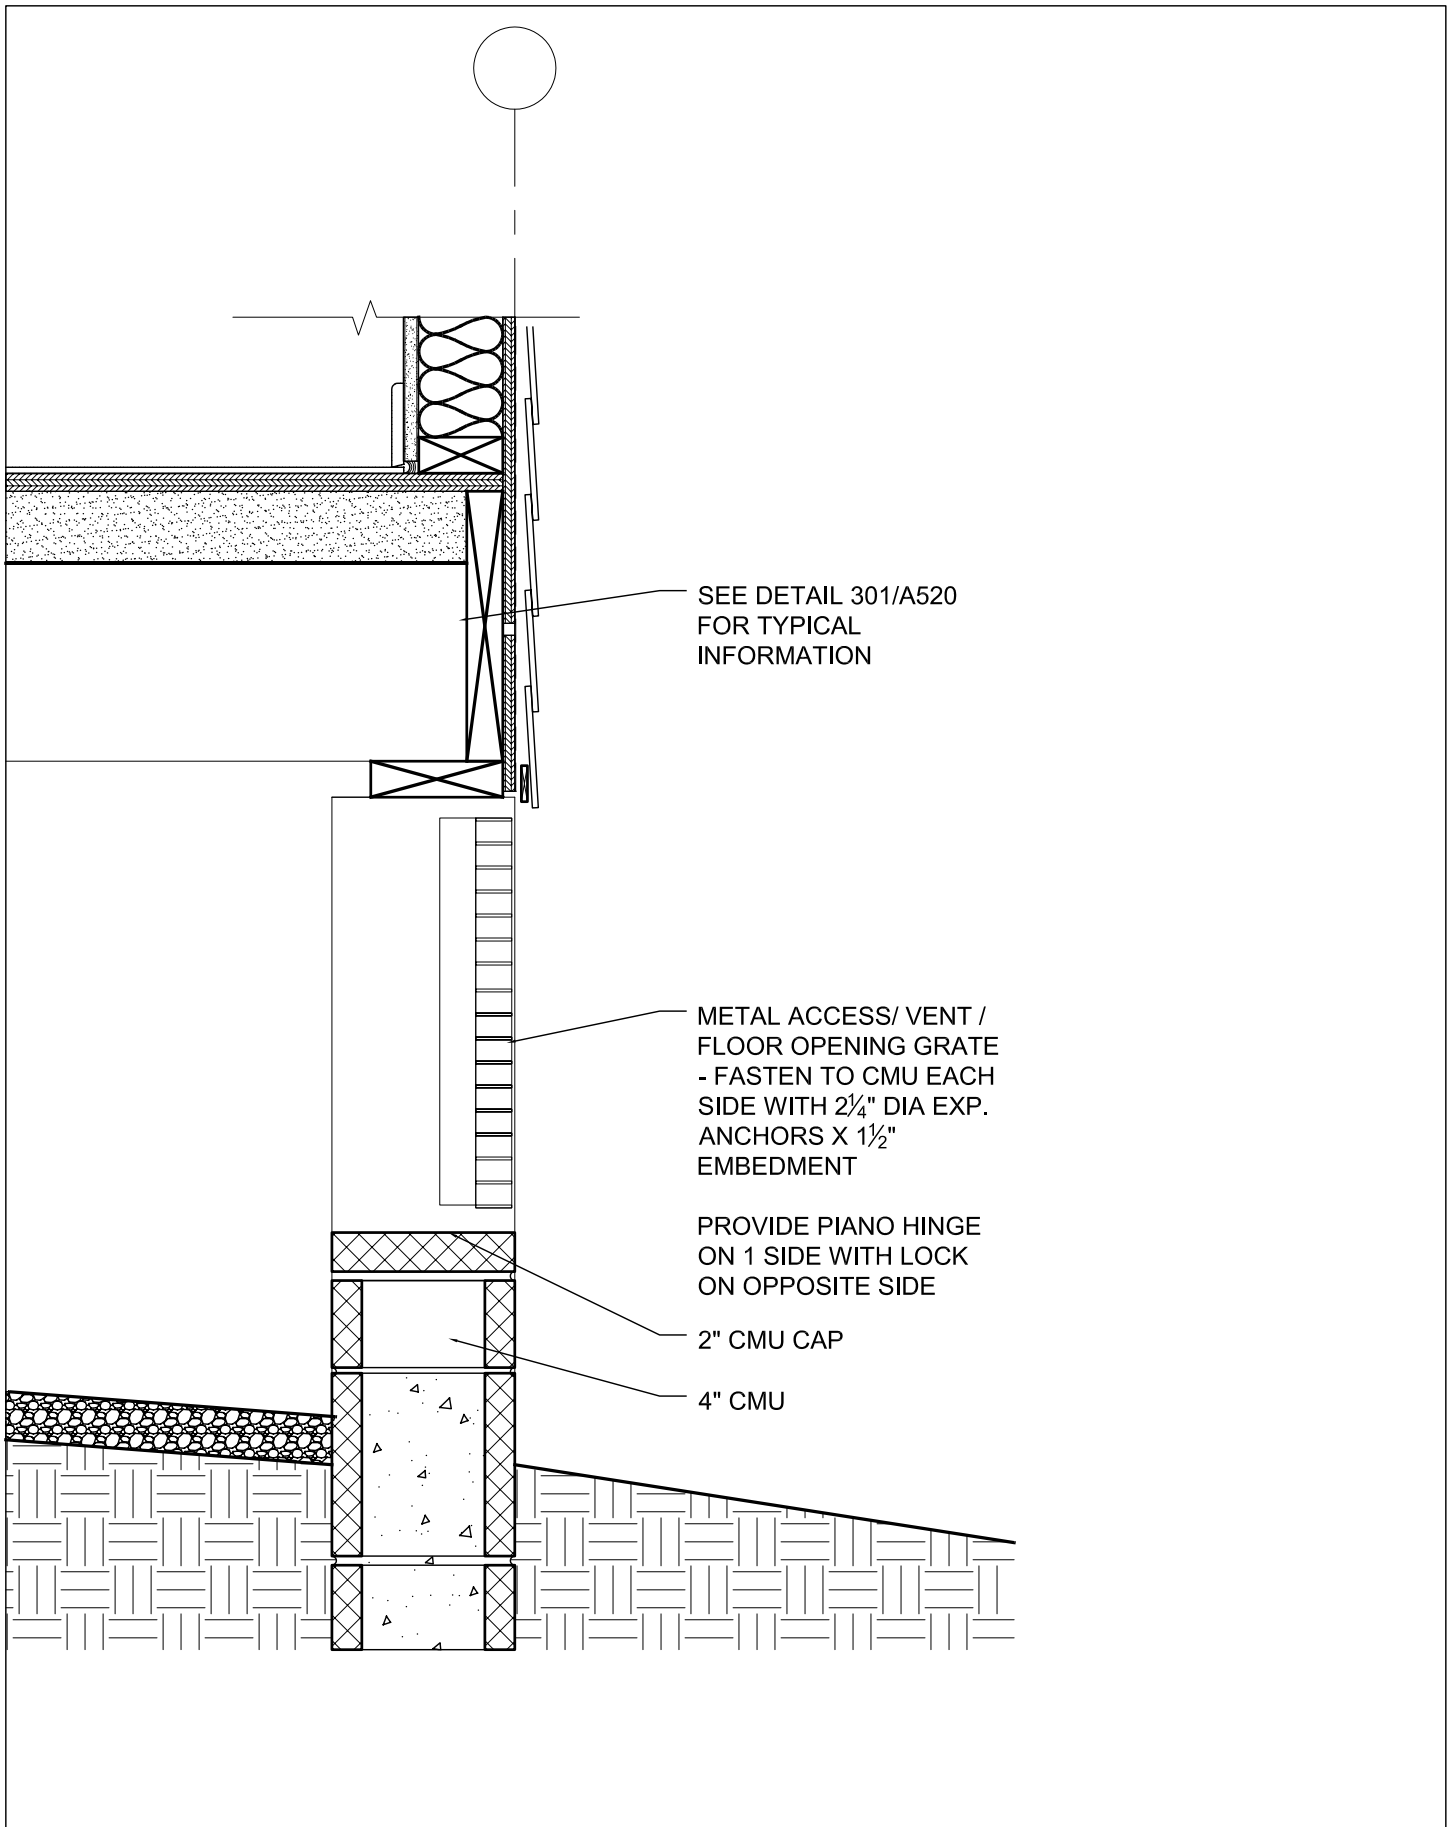 SEE DETAIL 301/A520
FOR TYPICAL
INFORMATION
METAL ACCESS/ VENT /
FLOOR OPENING GRATE
- FASTEN TO CMU EACH
SIDE WITH 2¼" DIA EXP.
ANCHORS X 1½"
EMBEDMENT
PROVIDE PIANO HINGE
ON 1 SIDE WITH LOCK
ON OPPOSITE SIDE
2" CMU CAP
4" CMU